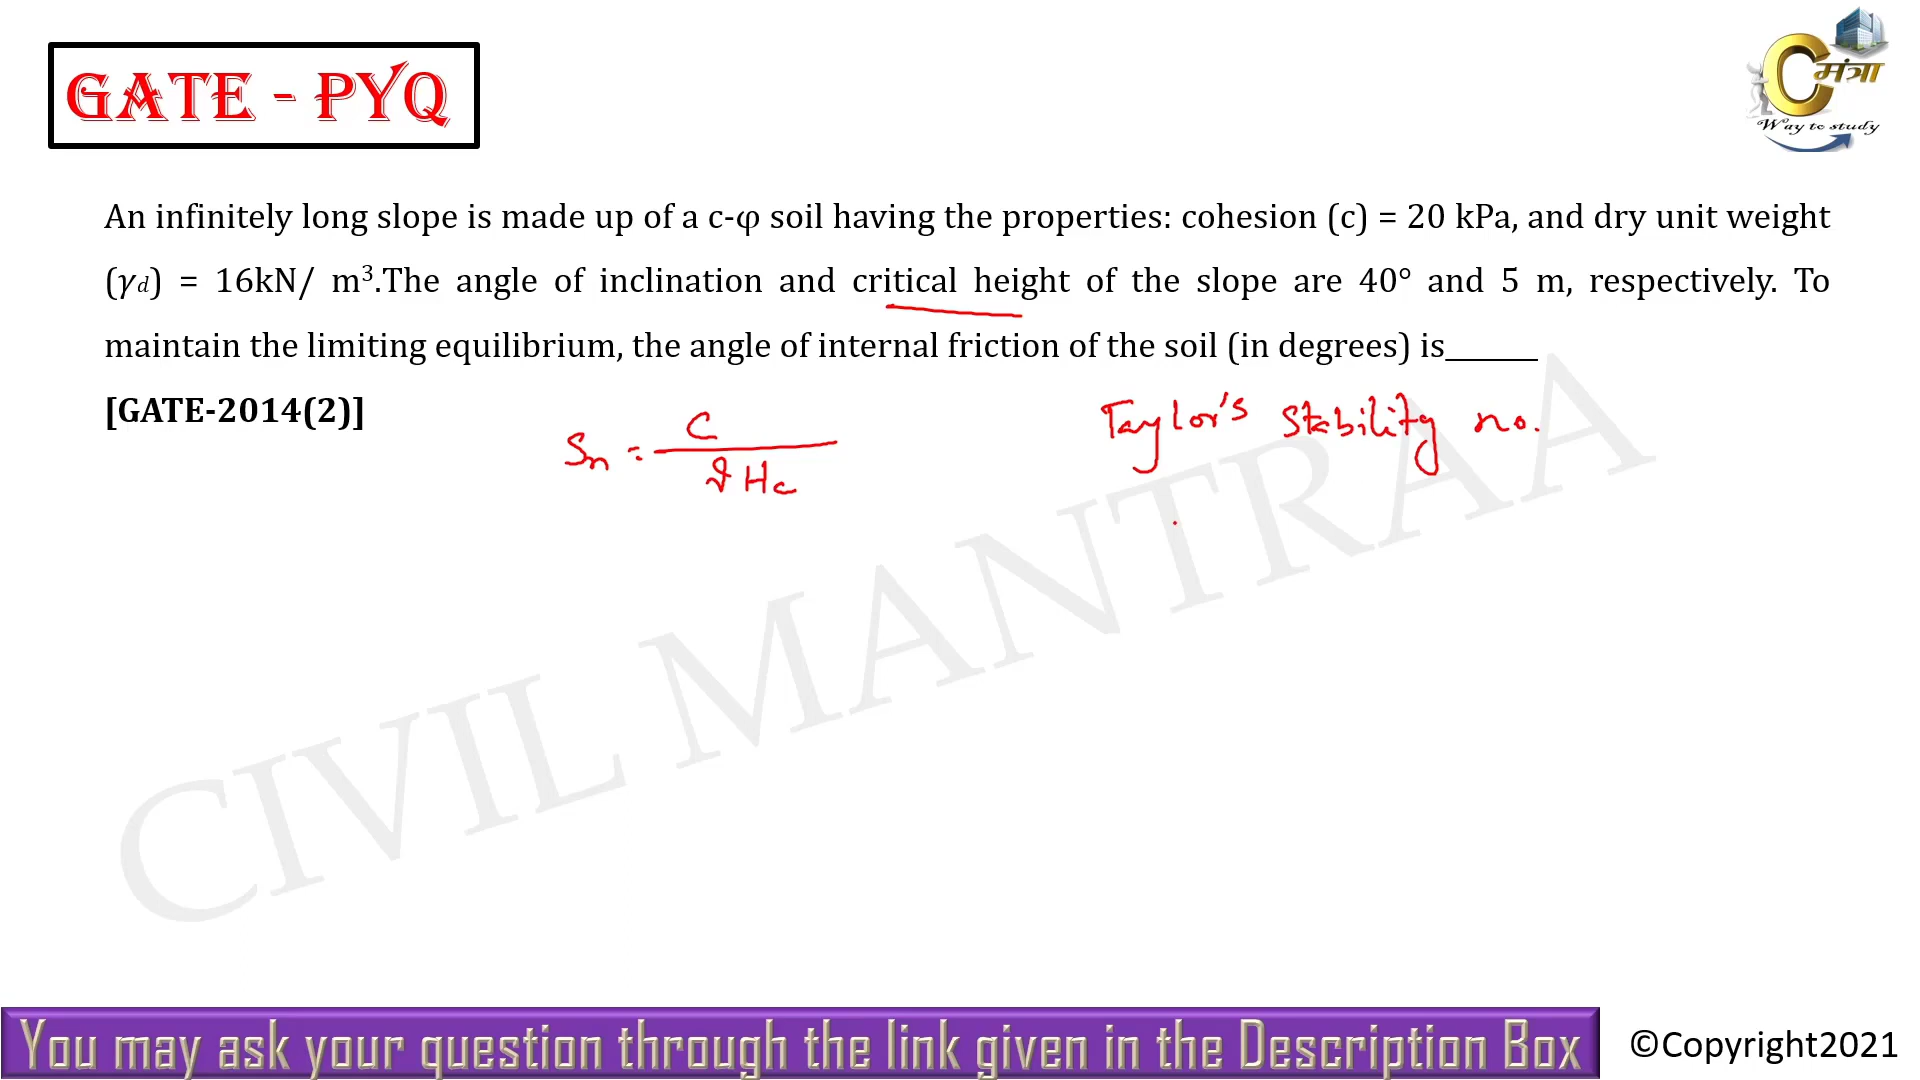 GATE - PYQ
C मंत्रा
Way to study
An infinitely long slope is made up of a c-φ soil having the properties: cohesion (c) = 20 kPa, and dry unit weight
(γd) = 16kN/ m³.The angle of inclination and critical height of the slope are 40° and 5 m, respectively. To
maintain the limiting equilibrium, the angle of internal friction of the soil (in degrees) is______
[GATE-2014(2)]
Sn = C / γHc
Taylor's Stability no.
CIVIL MANTRAA
You may ask your question through the link given in the Description Box
©Copyright2021